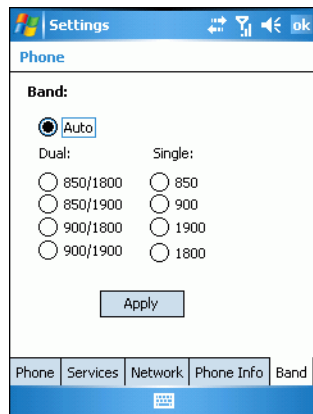 Settings
ok
Phone
Band:
Auto
Dual:
Single:
850/1800
850
850/1900
900
900/1800
1900
900/1900
1800
Apply
Phone
Services
Network
Phone Info
Band